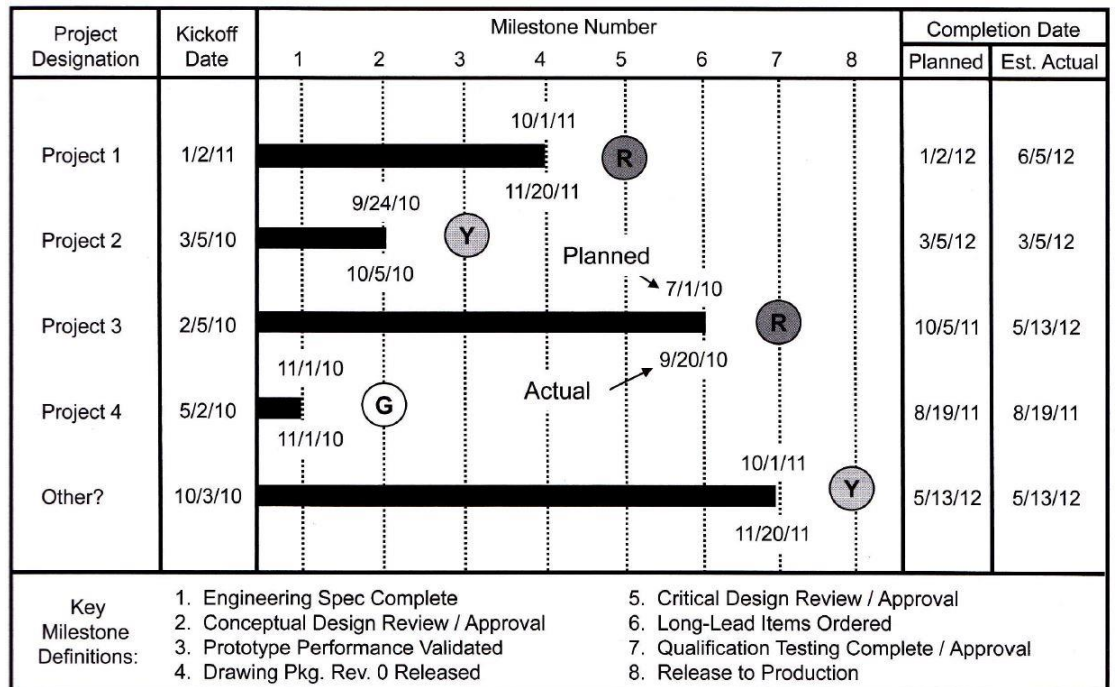 Project Designation
Kickoff Date
Milestone Number
1 2 3 4 5 6 7 8
Completion Date
Planned
Est. Actual
10/1/11
Project 1 1/2/11 R 1/2/12 6/5/12
11/20/11
9/24/10
Project 2 3/5/10 Y 3/5/12 3/5/12
10/5/10
Planned
7/1/10
Project 3 2/5/10 R 10/5/11 5/13/12
9/20/10
Actual
11/1/10
Project 4 5/2/10 G 8/19/11 8/19/11
11/1/10
10/1/11
Other? 10/3/10 Y 5/13/12 5/13/12
11/20/11
Key
Milestone
Definitions:
1. Engineering Spec Complete
2. Conceptual Design Review / Approval
3. Prototype Performance Validated
4. Drawing Pkg. Rev. 0 Released
5. Critical Design Review / Approval
6. Long-Lead Items Ordered
7. Qualification Testing Complete / Approval
8. Release to Production